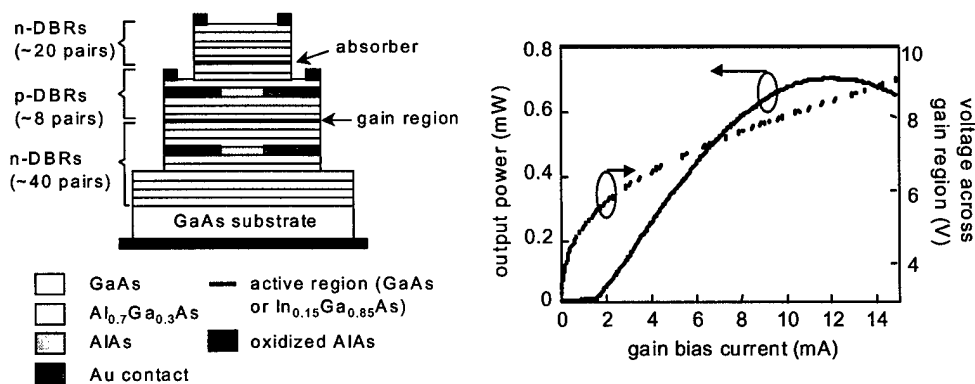 n-DBRs
(~20 pairs)
absorber
p-DBRs
(~8 pairs)
gain region
n-DBRs
(~40 pairs)
GaAs substrate
GaAs
active region (GaAs
or In₀.₁₅Ga₀.₈₅As)
Al₀.₇Ga₀.₃As
AlAs
oxidized AlAs
Au contact
0.8
0.6
0.4
0.2
0
output power (mW)
10
8
6
4
voltage across
gain region (V)
0 2 4 6 8 10 12 14
gain bias current (mA)